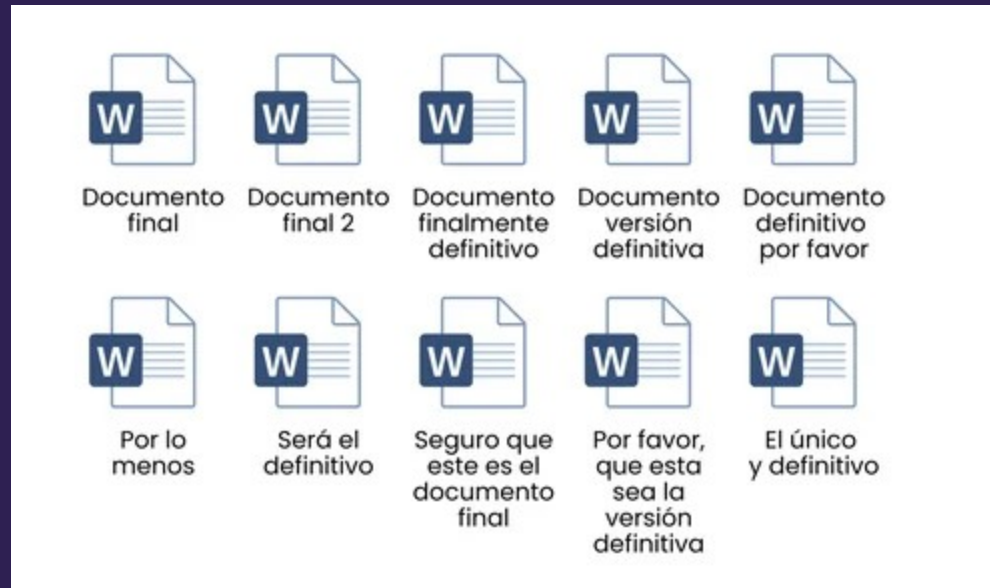 W
W
W
W
W
Documento
final
Documento
final 2
Documento
finalmente
definitivo
Documento
versión
definitiva
Documento
definitivo
por favor
W
W
W
W
W
Por lo
menos
Será el
definitivo
Seguro que
este es el
documento
final
Por favor,
que esta
sea la
versión
definitiva
El único
y definitivo